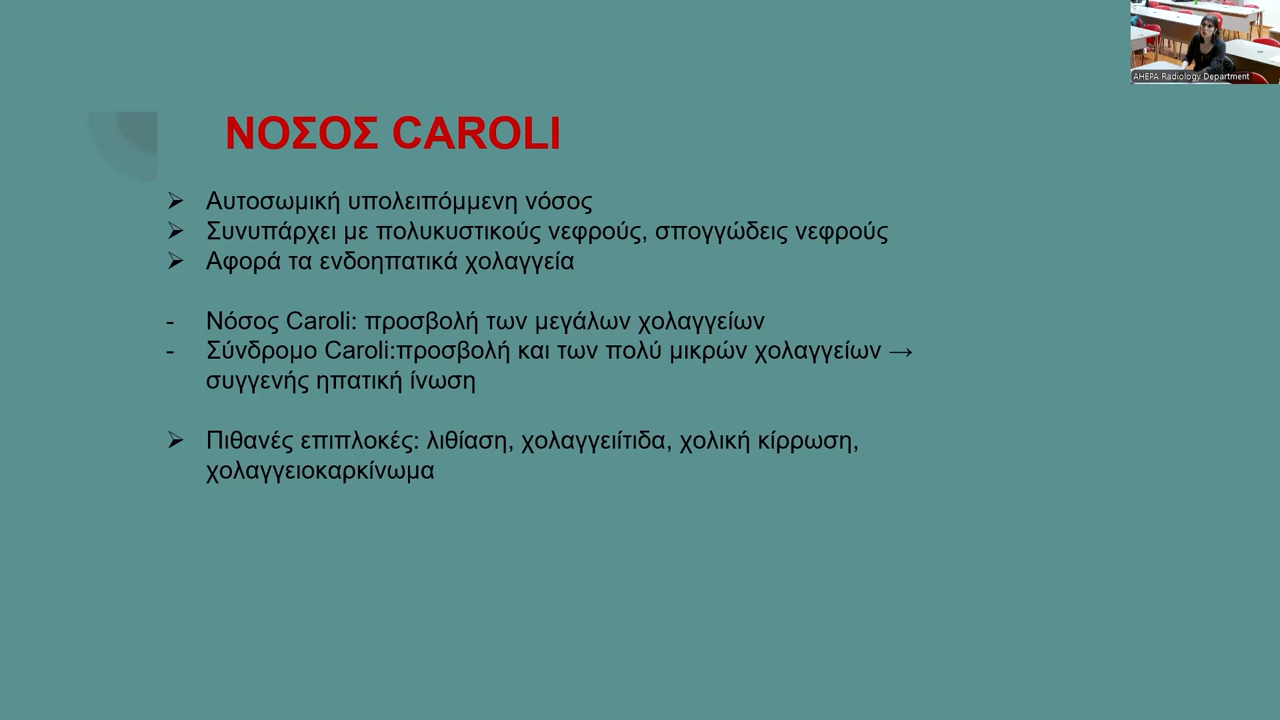 AHEPA Radiology Department
ΝΟΣΟΣ CAROLI
➢ Αυτοσωμική υπολειπόμμενη νόσος
➢ Συνυπάρχει με πολυκυστικούς νεφρούς, σπογγώδεις νεφρούς
➢ Αφορά τα ενδοηπατικά χολαγγεία
- Νόσος Caroli: προσβολή των μεγάλων χολαγγείων
- Σύνδρομο Caroli:προσβολή και των πολύ μικρών χολαγγείων →
συγγενής ηπατική ίνωση
➢ Πιθανές επιπλοκές: λιθίαση, χολαγγειίτιδα, χολική κίρρωση,
χολαγγειοκαρκίνωμα